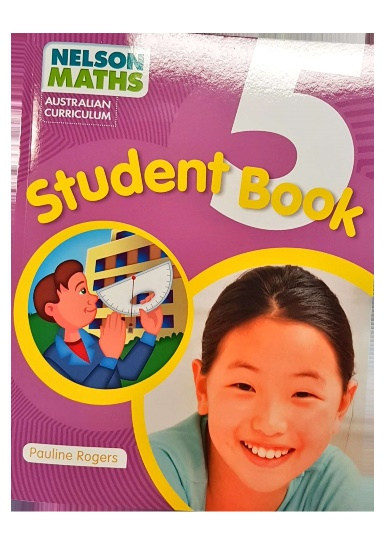 NELSON
MATHS
AUSTRALIAN
CURRICULUM
5
Student Book
Pauline Rogers